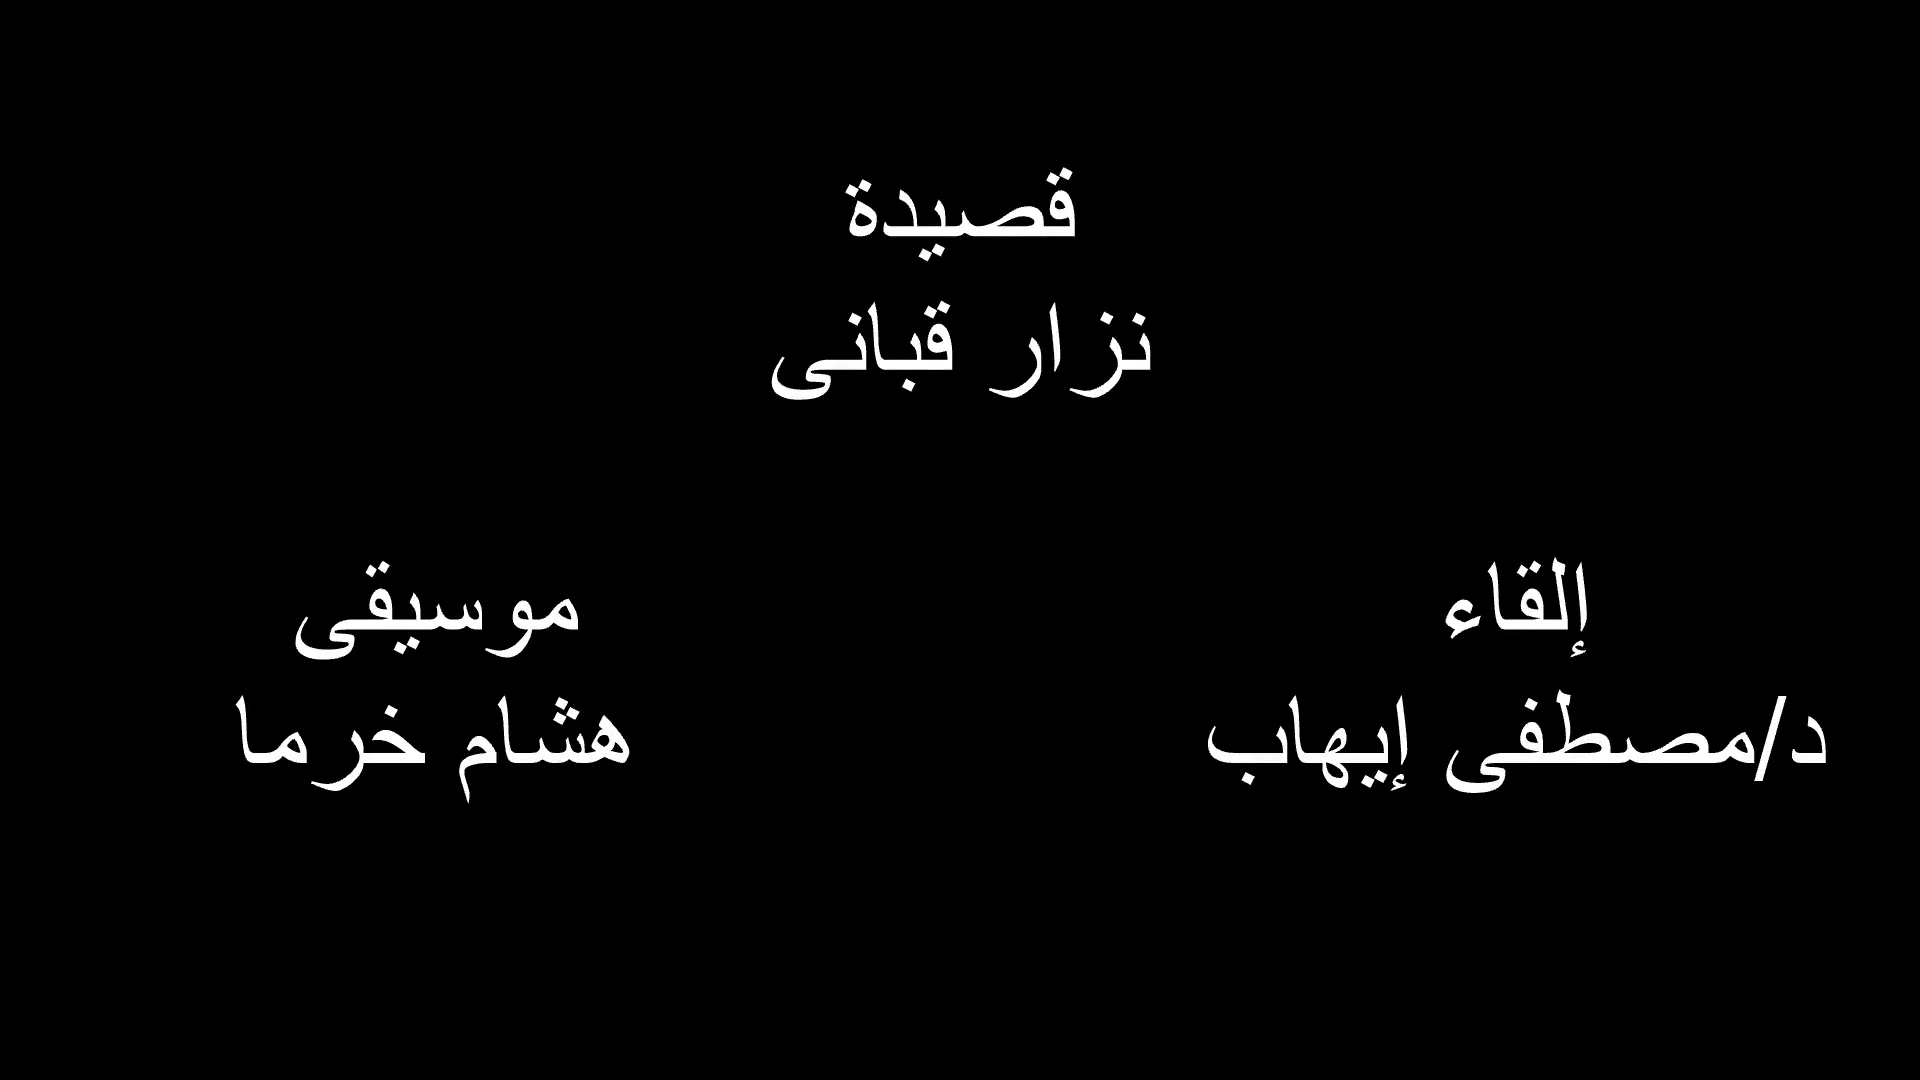 قصيدة
نزار قبانى
إلقاء
د/مصطفى إيهاب
موسيقى
هشام خرما